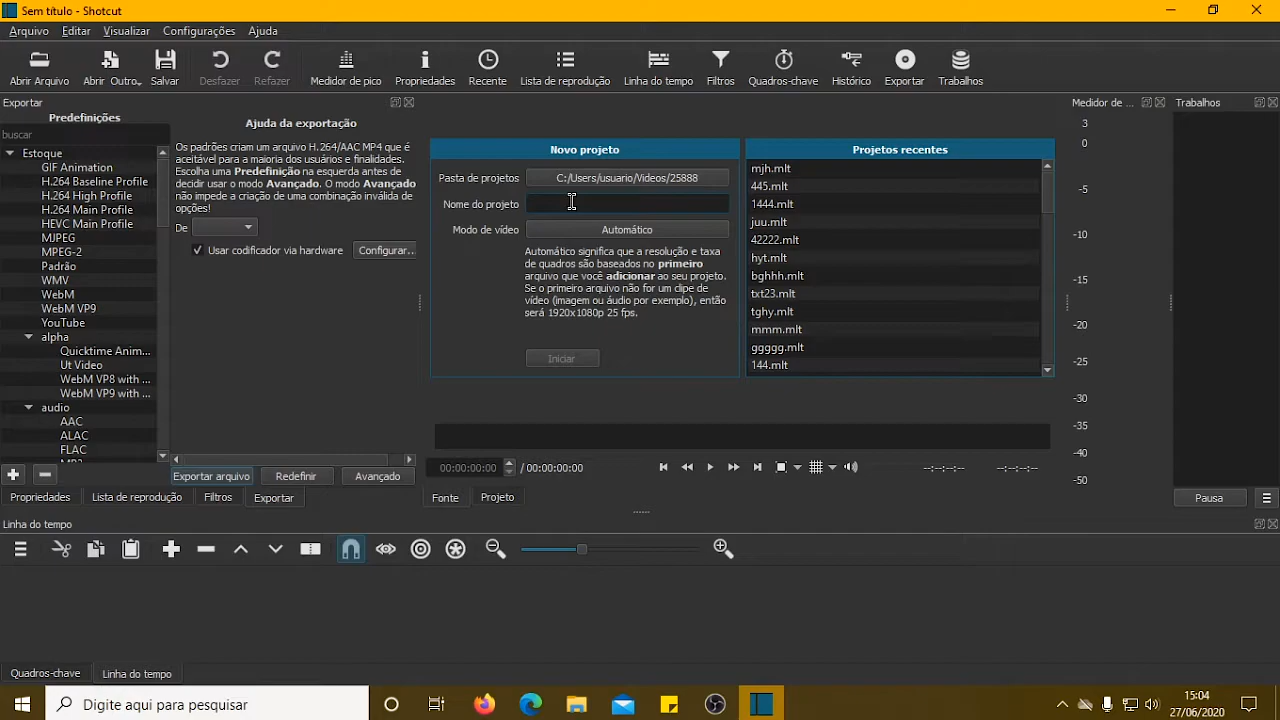 Sem título - Shotcut
Arquivo Editar Visualizar Configurações Ajuda
Abrir Arquivo Abrir Outro... Salvar Desfazer Refazer Medidor de pico Propriedades Recente Lista de reprodução Linha do tempo Filtros Quadros-chave Histórico Exportar Trabalhos
Exportar
Predefinições
buscar
Estoque
GIF Animation
H.264 Baseline Profile
H.264 High Profile
H.264 Main Profile
HEVC Main Profile
MJPEG
MPEG-2
Padrão
WMV
WebM
WebM VP9
YouTube
alpha
Quicktime Anim...
Ut Video
WebM VP8 with ...
WebM VP9 with ...
audio
AAC
ALAC
FLAC
Ajuda da exportação
Os padrões criam um arquivo H.264/AAC MP4 que é
aceitável para a maioria dos usuários e finalidades.
Escolha uma Predefinição na esquerda antes de
decidir usar o modo Avançado. O modo Avançado
não impede a criação de uma combinação inválida de
opções!
De
Usar codificador via hardware Configurar...
Exportar arquivo Redefinir Avançado
Propriedades Lista de reprodução Filtros Exportar
Novo projeto
Pasta de projetos C:/Users/usuario/Videos/25888
Nome do projeto
Modo de vídeo Automático
Automático significa que a resolução e taxa
de quadros são baseados no primeiro
arquivo que você adicionar ao seu projeto.
Se o primeiro arquivo não for um clipe de
vídeo (imagem ou áudio por exemplo), então
será 1920x1080p 25 fps.
Iniciar
Projetos recentes
mjh.mlt
445.mlt
1444.mlt
juu.mlt
42222.mlt
hyt.mlt
bghhh.mlt
txt23.mlt
tghy.mlt
mmm.mlt
ggggg.mlt
144.mlt
00:00:00:00 / 00:00:00:00 --:--:--:-- --:--:--:--
Fonte Projeto
Medidor de ...
3
0
-5
-10
-15
-20
-25
-30
-35
-40
-50
Trabalhos
Pausa
Linha do tempo
Quadros-chave Linha do tempo
Digite aqui para pesquisar
15:04
27/06/2020